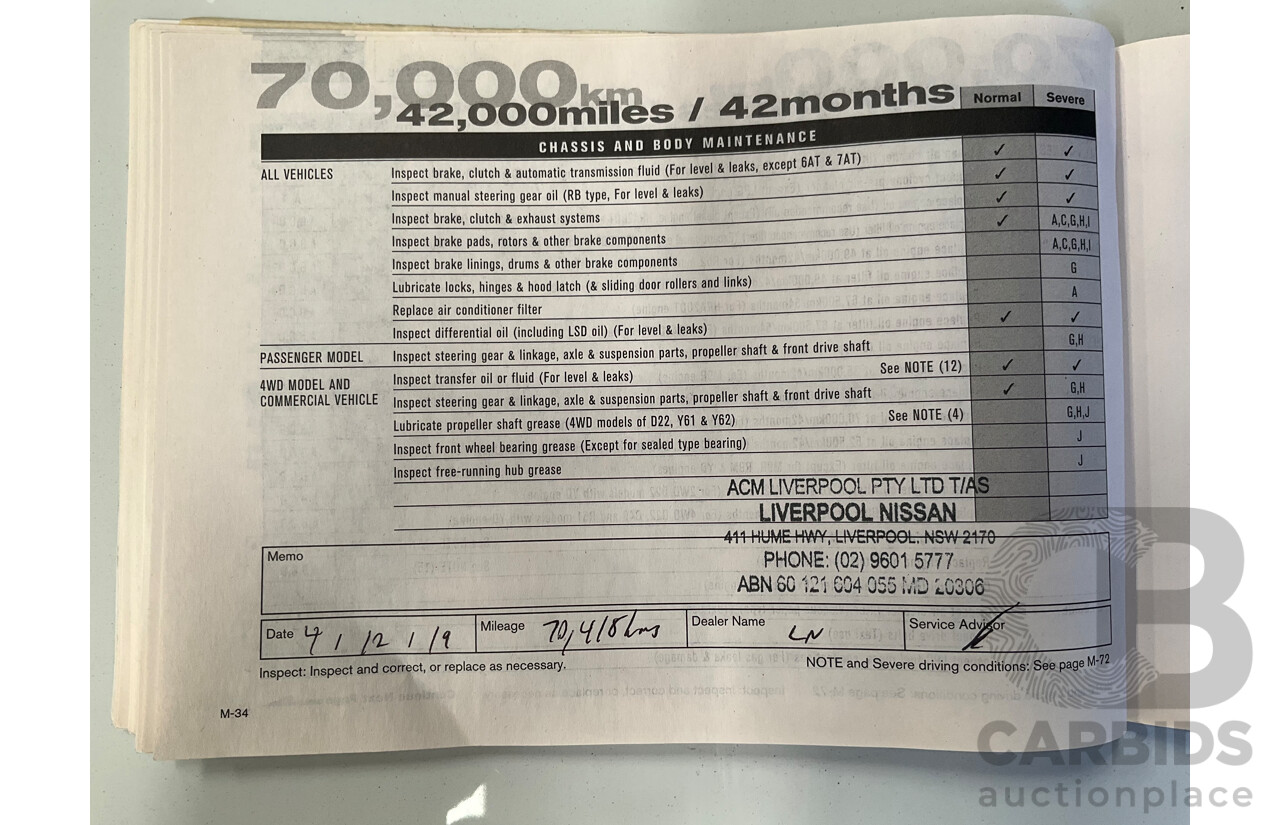 70,000km
42,000miles / 42months
Normal Severe
CHASSIS AND BODY MAINTENANCE
ALL VEHICLES
Inspect brake, clutch & automatic transmission fluid (For level & leaks, except 6AT & 7AT) ✓ ✓
Inspect manual steering gear oil (RB type, For level & leaks) ✓ ✓
Inspect brake, clutch & exhaust systems ✓ ✓
Inspect brake pads, rotors & other brake components ✓ A,C,G,H,I
Inspect brake linings, drums & other brake components A,C,G,H,I
Lubricate locks, hinges & hood latch (& sliding door rollers and links) G
Replace air conditioner filter A
Inspect differential oil (including LSD oil) (For level & leaks) ✓ ✓
PASSENGER MODEL
Inspect steering gear & linkage, axle & suspension parts, propeller shaft & front drive shaft G,H
4WD MODEL AND
COMMERCIAL VEHICLE
Inspect transfer oil or fluid (For level & leaks) See NOTE (12) ✓ ✓
Inspect steering gear & linkage, axle & suspension parts, propeller shaft & front drive shaft ✓ G,H
Lubricate propeller shaft grease (4WD models of D22, Y61 & Y62) See NOTE (4) G,H,J
Inspect front wheel bearing grease (Except for sealed type bearing) J
Inspect free-running hub grease J
ACM LIVERPOOL PTY LTD T/AS
LIVERPOOL NISSAN
411 HUME HWY, LIVERPOOL. NSW 2170
PHONE: (02) 9601 5777
ABN 60 121 604 055 MD 20306
Memo
Date 4 / 12 / 19 Mileage 70,418kms Dealer Name LN Service Advisor
Inspect: Inspect and correct, or replace as necessary.
NOTE and Severe driving conditions: See page M-72
M-34
CB
CARBIDS
auctionplace